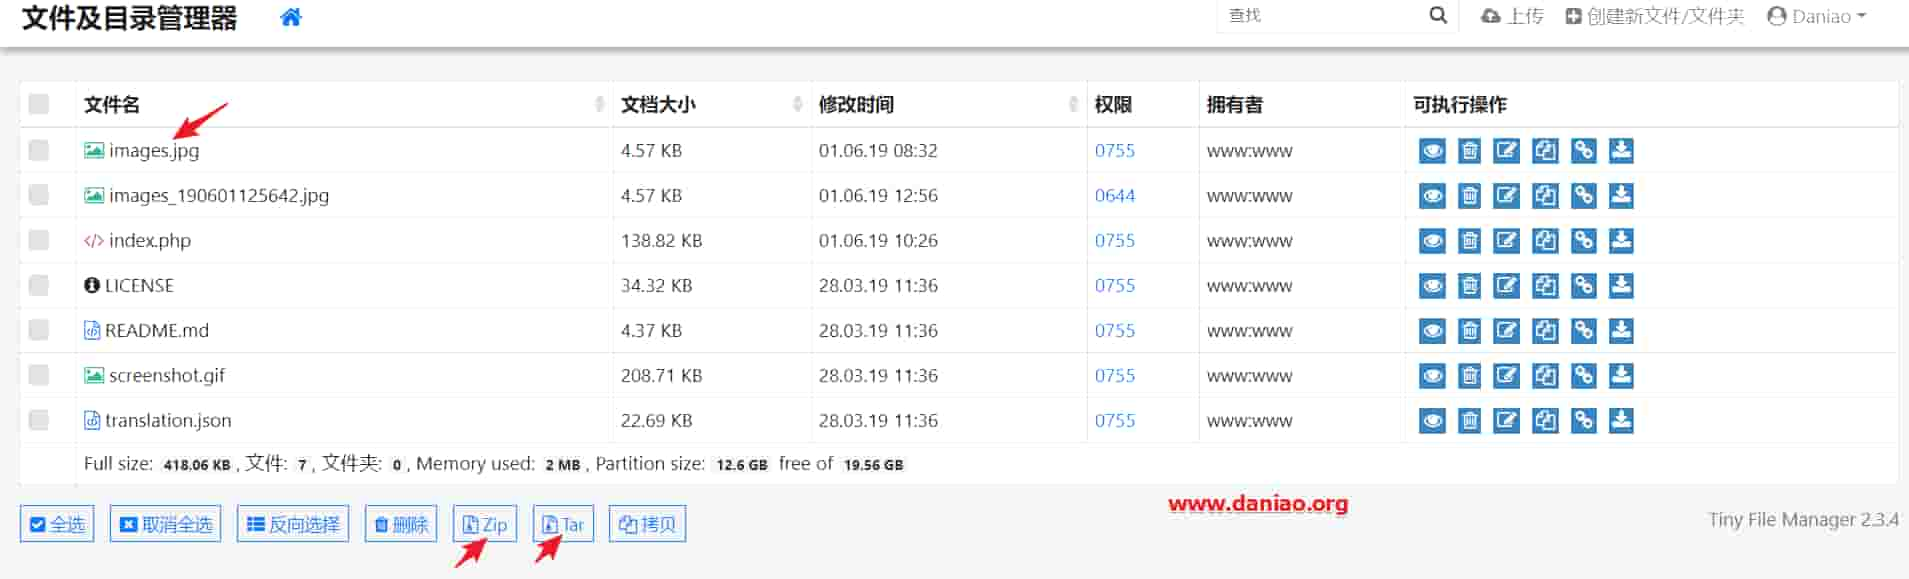 文件及目录管理器 查找 上传 创建新文件/文件夹 Daniao
文件名 文档大小 修改时间 权限 拥有者 可执行操作
images.jpg 4.57 KB 01.06.19 08:32 0755 www:www
images_190601125642.jpg 4.57 KB 01.06.19 12:56 0644 www:www
index.php 138.82 KB 01.06.19 10:26 0755 www:www
LICENSE 34.32 KB 28.03.19 11:36 0755 www:www
README.md 4.37 KB 28.03.19 11:36 0755 www:www
screenshot.gif 208.71 KB 28.03.19 11:36 0755 www:www
translation.json 22.69 KB 28.03.19 11:36 0755 www:www
Full size: 418.06 KB , 文件: 7 , 文件夹: 0 , Memory used: 2 MB , Partition size: 12.6 GB free of 19.56 GB
www.daniao.org
全选 取消全选 反向选择 删除 Zip Tar 拷贝 Tiny File Manager 2.3.4